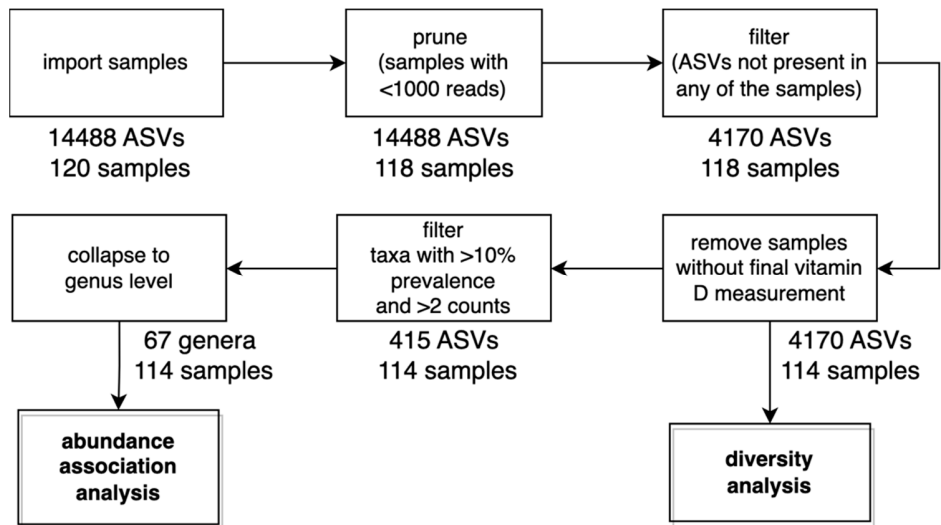 import samples
14488 ASVs
120 samples
prune
(samples with
<1000 reads)
14488 ASVs
118 samples
filter
(ASVs not present in
any of the samples)
4170 ASVs
118 samples
remove samples
without final vitamin
D measurement
4170 ASVs
114 samples
diversity
analysis
filter
taxa with >10%
prevalence
and >2 counts
415 ASVs
114 samples
collapse to
genus level
67 genera
114 samples
abundance
association
analysis